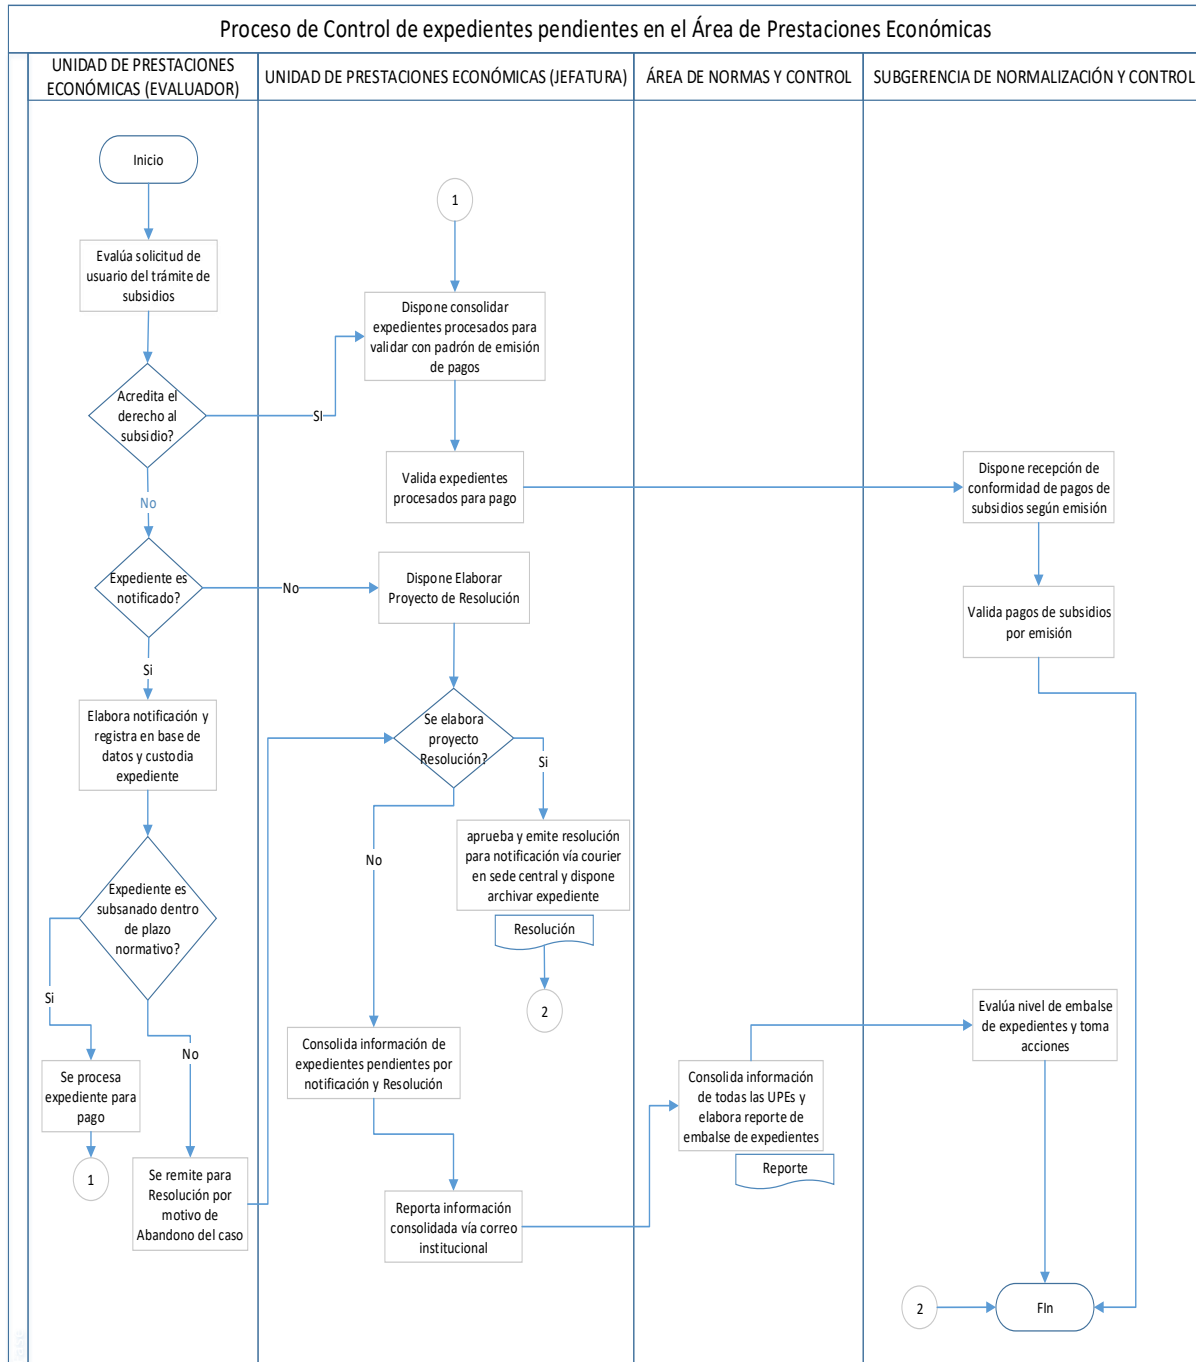 Proceso de Control de expedientes pendientes en el Área de Prestaciones Económicas
UNIDAD DE PRESTACIONES
ECONÓMICAS (EVALUADOR)
UNIDAD DE PRESTACIONES ECONÓMICAS (JEFATURA)
ÁREA DE NORMAS Y CONTROL
SUBGERENCIA DE NORMALIZACIÓN Y CONTROL
Inicio
Evalúa solicitud de
usuario del trámite de
subsidios
Acredita el
derecho al
subsidio?
SI
No
Expediente es
notificado?
No
Si
Elabora notificación y
registra en base de
datos y custodia
expediente
Expediente es
subsanado dentro
de plazo
normativo?
Si
No
Se procesa
expediente para
pago
1
Se remite para
Resolución por
motivo de
Abandono del caso
1
Dispone consolidar
expedientes procesados para
validar con padrón de emisión
de pagos
Valida expedientes
procesados para pago
Dispone Elaborar
Proyecto de Resolución
Se elabora
proyecto
Resolución?
Si
No
aprueba y emite resolución
para notificación vía courier
en sede central y dispone
archivar expediente
Resolución
2
Consolida información de
expedientes pendientes por
notificación y Resolución
Reporta información
consolidada vía correo
institucional
Consolida información
de todas las UPEs y
elabora reporte de
embalse de expedientes
Reporte
Dispone recepción de
conformidad de pagos de
subsidios según emisión
Valida pagos de subsidios
por emisión
Evalúa nivel de embalse
de expedientes y toma
acciones
2
FIn